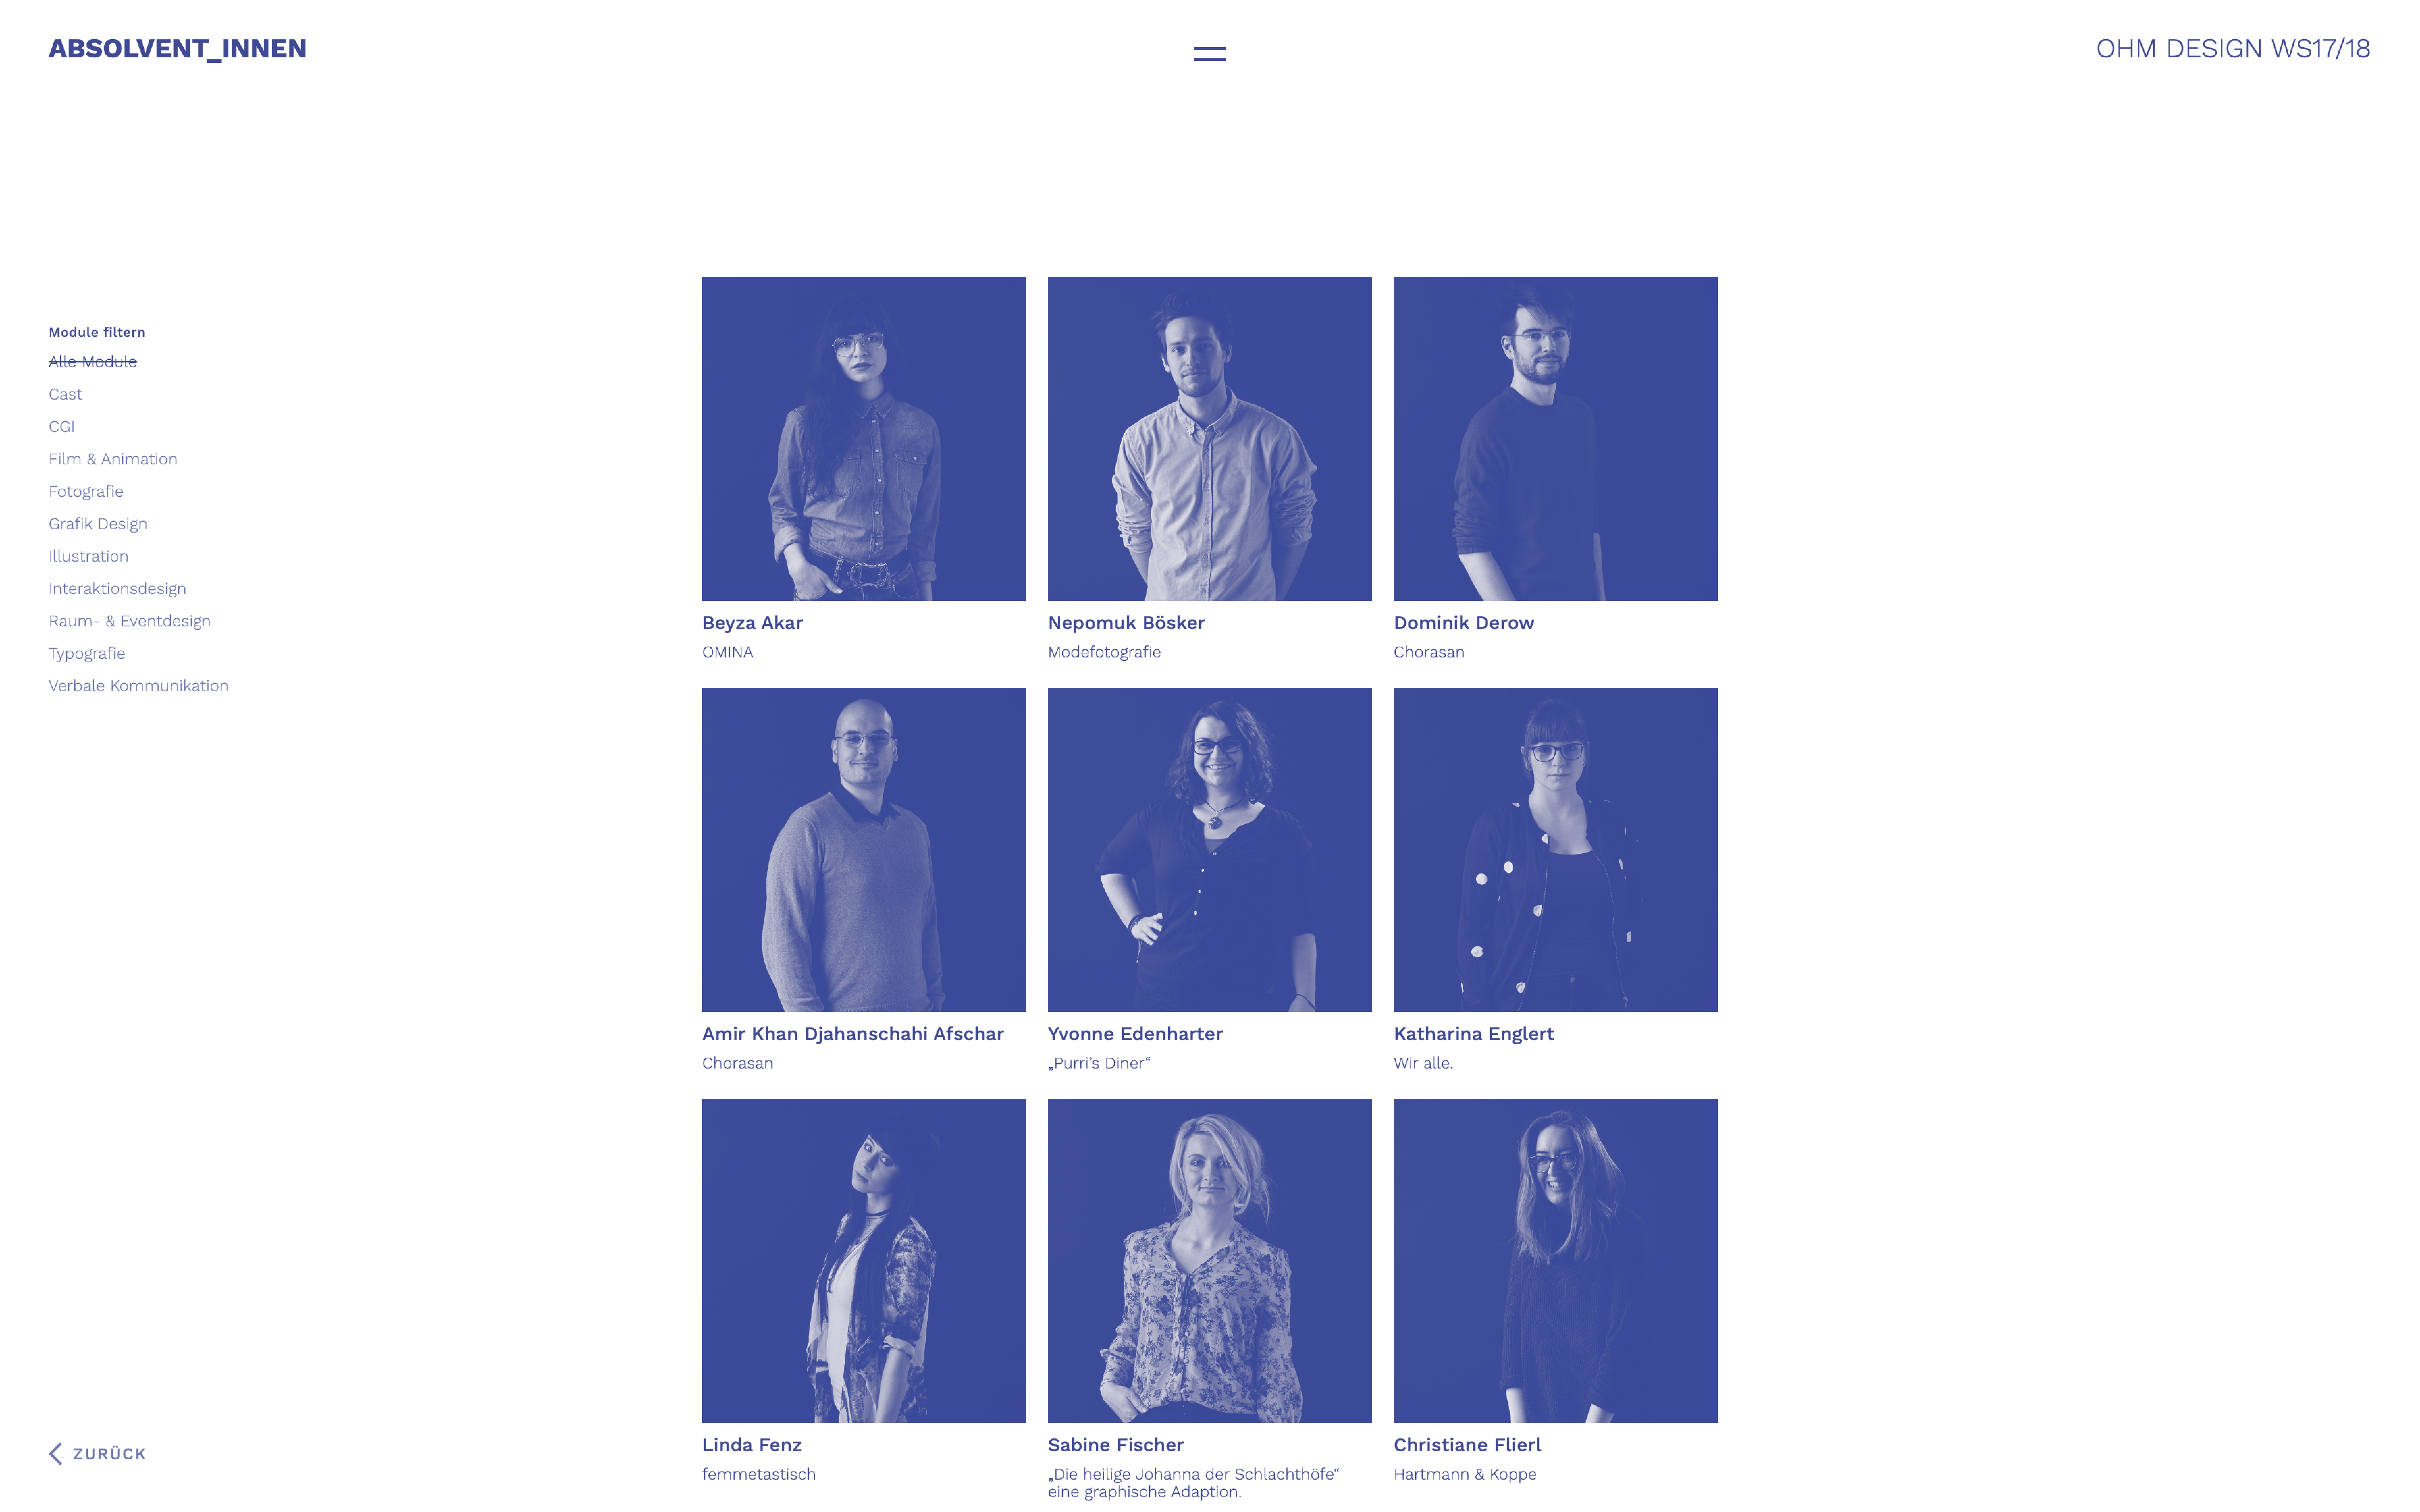 ABSOLVENT_INNEN
OHM DESIGN WS17/18
Module filtern
Alle Module
Cast
CGI
Film & Animation
Fotografie
Grafik Design
Illustration
Interaktionsdesign
Raum- & Eventdesign
Typografie
Verbale Kommunikation
Beyza Akar
OMINA
Nepomuk Bösker
Modefotografie
Dominik Derow
Chorasan
Amir Khan Djahanschahi Afschar
Chorasan
Yvonne Edenharter
„Purri’s Diner“
Katharina Englert
Wir alle.
Linda Fenz
femmetastisch
Sabine Fischer
„Die heilige Johanna der Schlachthöfe“
eine graphische Adaption.
Christiane Flierl
Hartmann & Koppe
ZURÜCK